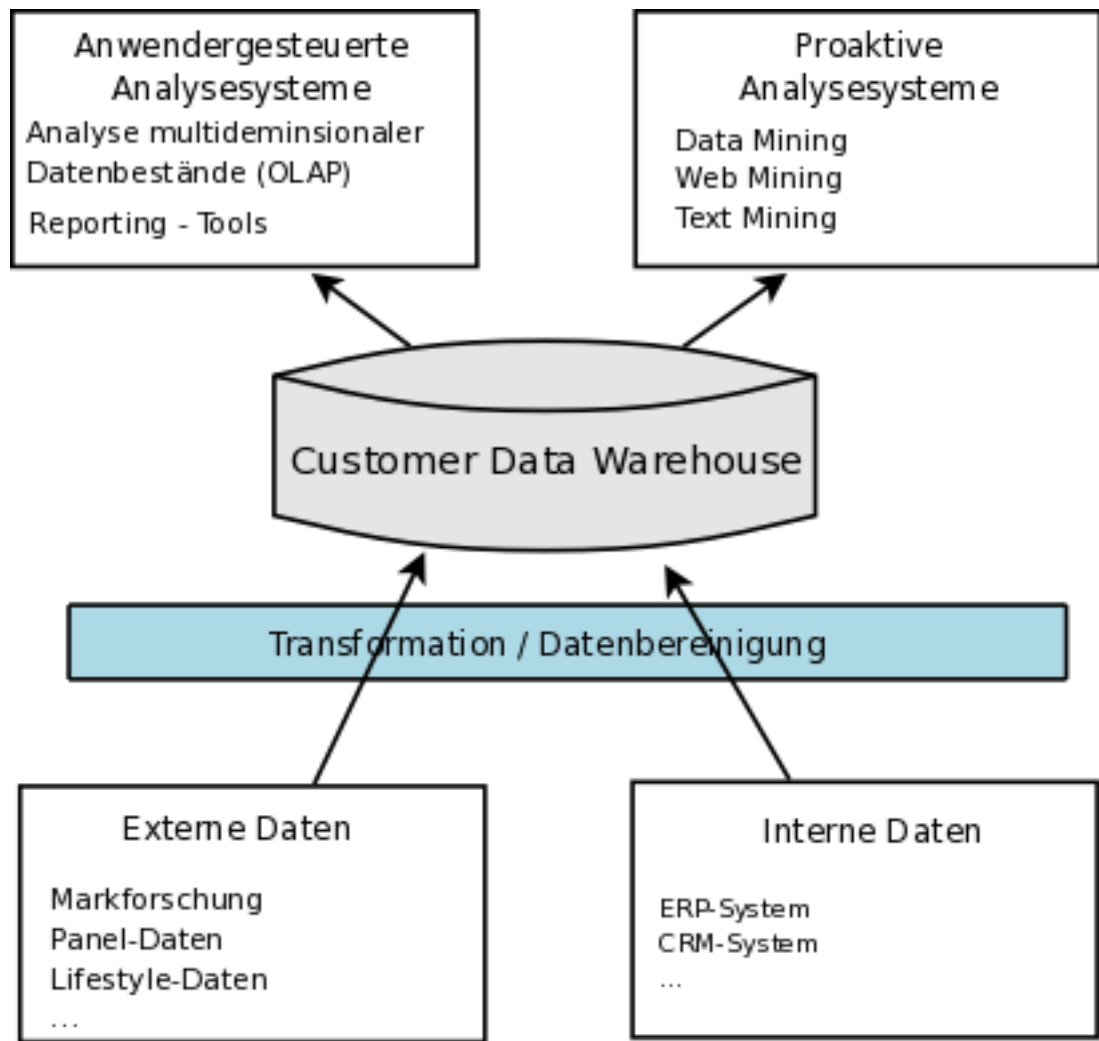 Anwendergesteuerte
Analysesysteme
Analyse multideminsionaler
Datenbestände (OLAP)
Reporting - Tools
Proaktive
Analysesysteme
Data Mining
Web Mining
Text Mining
Customer Data Warehouse
Transformation / Datenbereinigung
Externe Daten
Markforschung
Panel-Daten
Lifestyle-Daten
...
Interne Daten
ERP-System
CRM-System
...